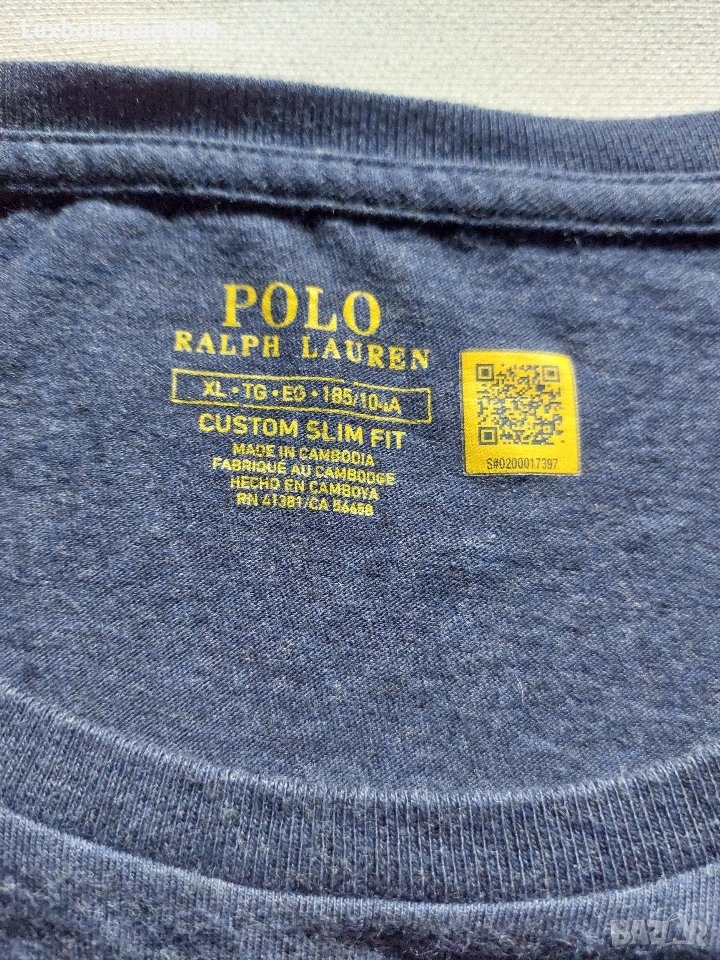 POLO
RALPH LAUREN
XL • TG • EG • 185/104A
CUSTOM SLIM FIT
MADE IN CAMBODIA
FABRIQUÉ AU CAMBODGE
HECHO EN CAMBOYA
RN 41381/CA 56658
S#0200017397
BAZAR